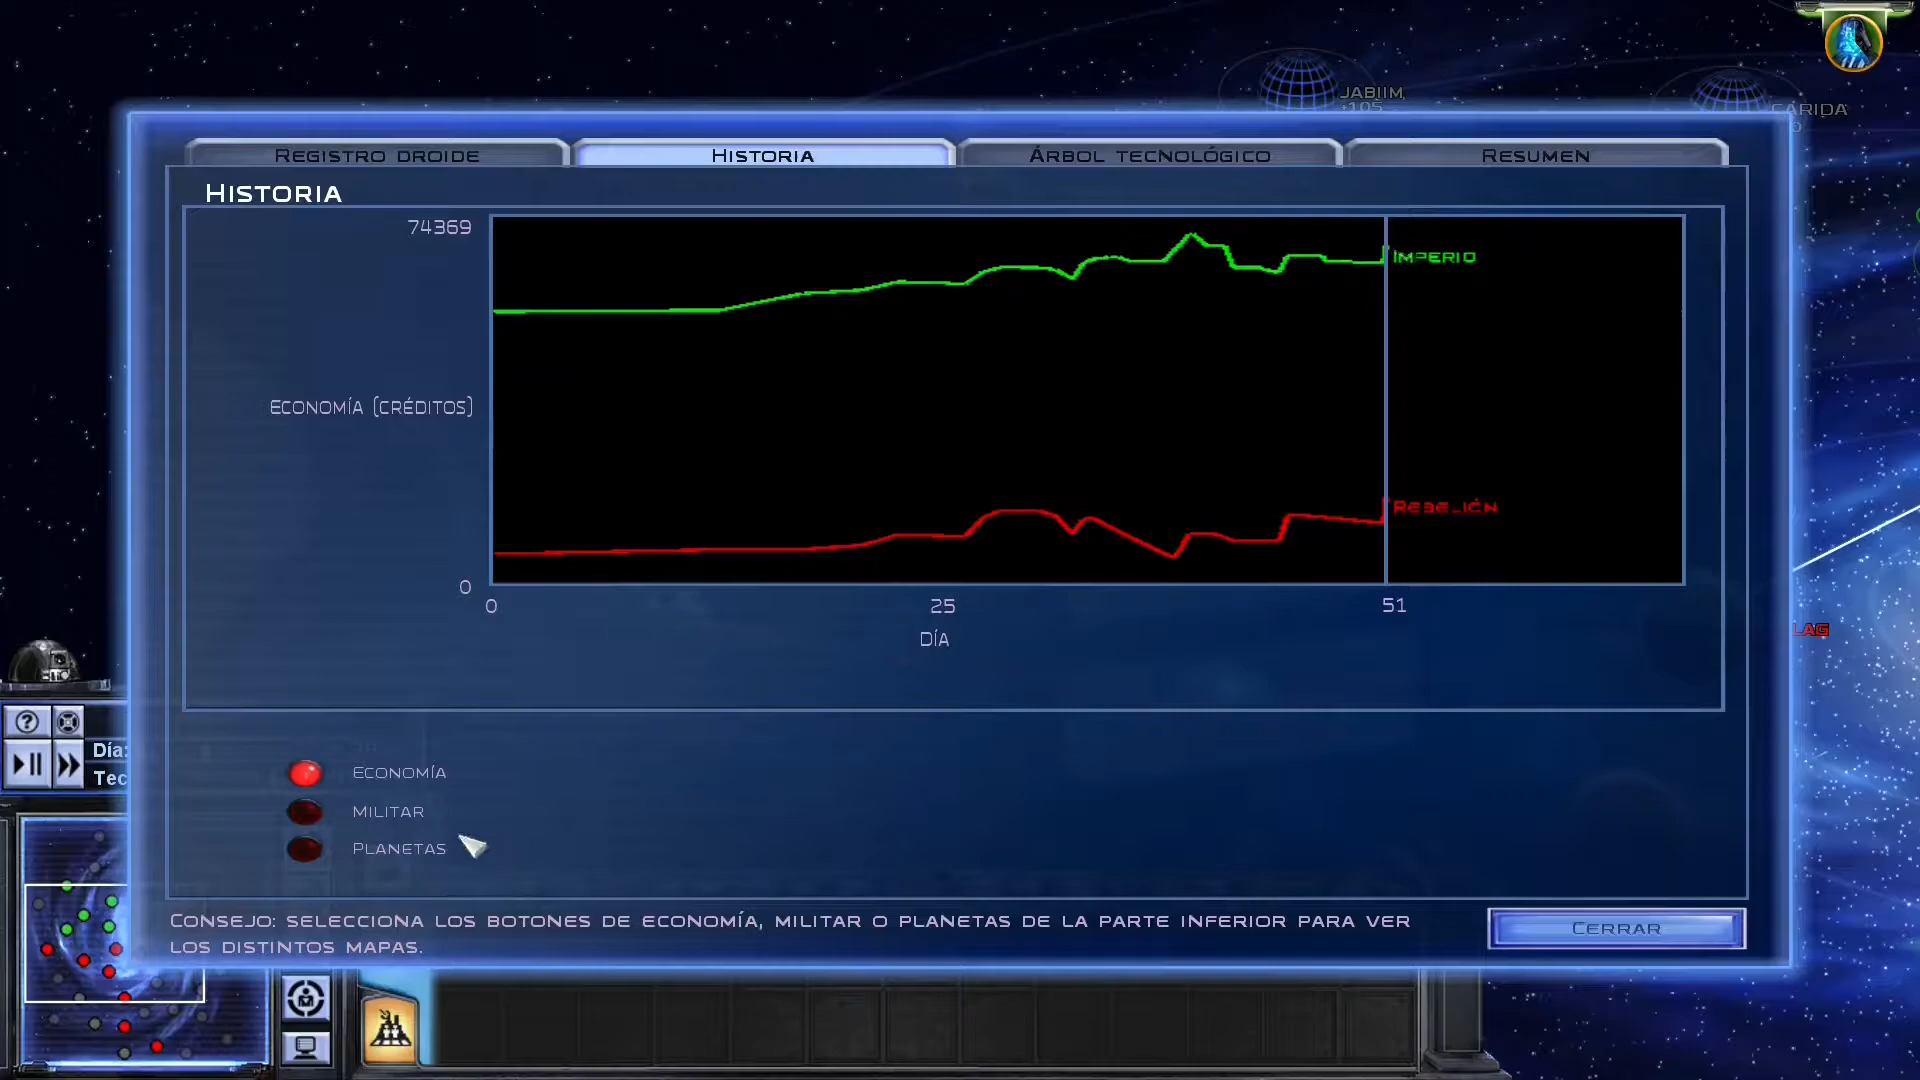 JABIIM
+105
CARIDA
REGISTRO DROIDE
HISTORIA
ÁRBOL TECNOLÓGICO
RESUMEN
HISTORIA
74369
IMPERIO
ECONOMÍA (CRÉDITOS)
REBELIÓN
0
0
25
51
DÍA
LAG
Día:
Tec
ECONOMÍA
MILITAR
PLANETAS
CONSEJO: SELECCIONA LOS BOTONES DE ECONOMÍA, MILITAR O PLANETAS DE LA PARTE INFERIOR PARA VER
LOS DISTINTOS MAPAS.
CERRAR